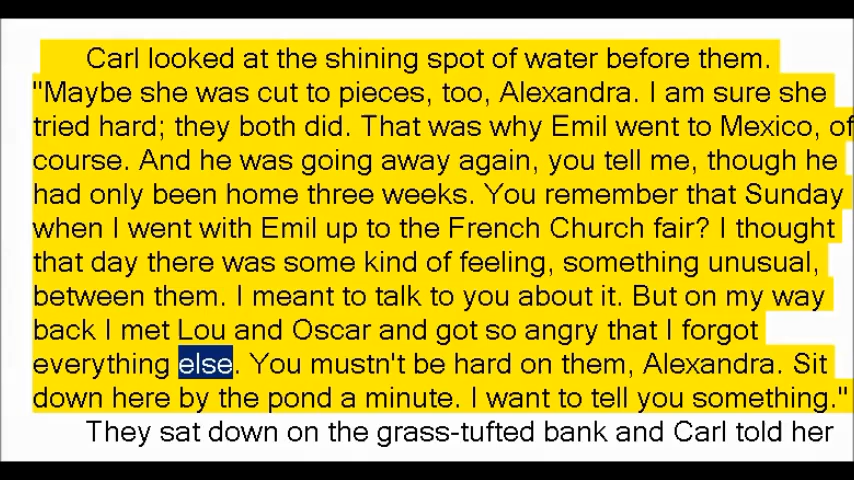 Carl looked at the shining spot of water before them.
"Maybe she was cut to pieces, too, Alexandra. I am sure she
tried hard; they both did. That was why Emil went to Mexico, of
course. And he was going away again, you tell me, though he
had only been home three weeks. You remember that Sunday
when I went with Emil up to the French Church fair? I thought
that day there was some kind of feeling, something unusual,
between them. I meant to talk to you about it. But on my way
back I met Lou and Oscar and got so angry that I forgot
everything else. You mustn't be hard on them, Alexandra. Sit
down here by the pond a minute. I want to tell you something."
They sat down on the grass-tufted bank and Carl told her